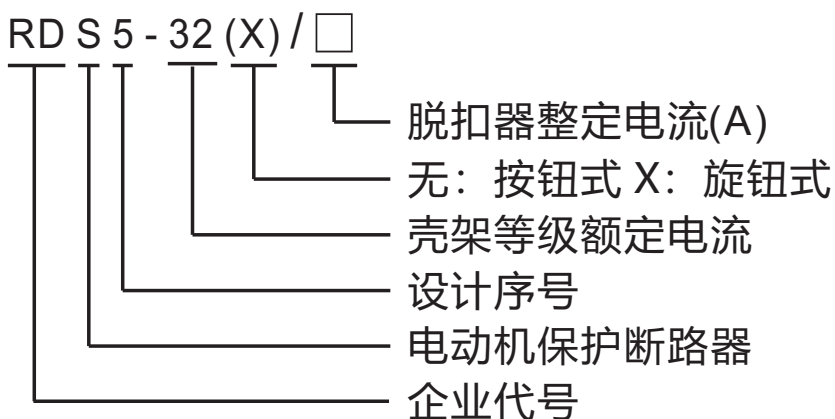 RD S 5 - 32 (X) / □
脱扣器整定电流(A)
无：按钮式 X：旋钮式
壳架等级额定电流
设计序号
电动机保护断路器
企业代号